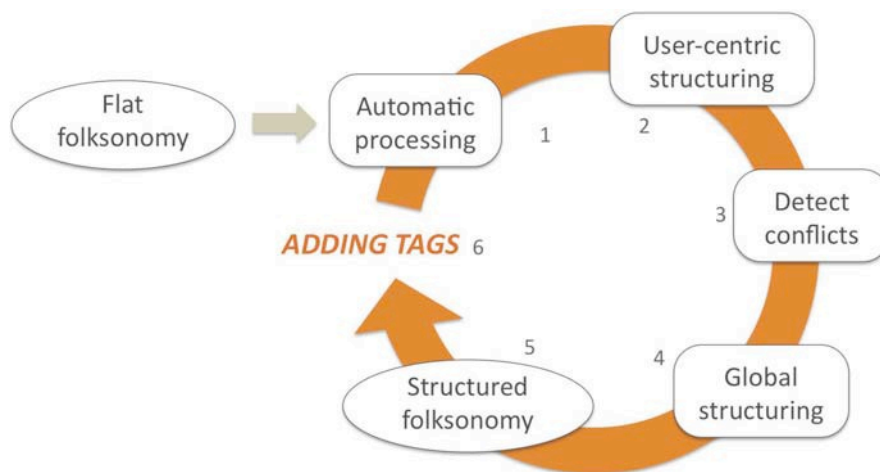 Flat
folksonomy
Automatic
processing
1
User-centric
structuring
2
Detect
conflicts
3
Global
structuring
4
Structured
folksonomy
5
ADDING TAGS
6